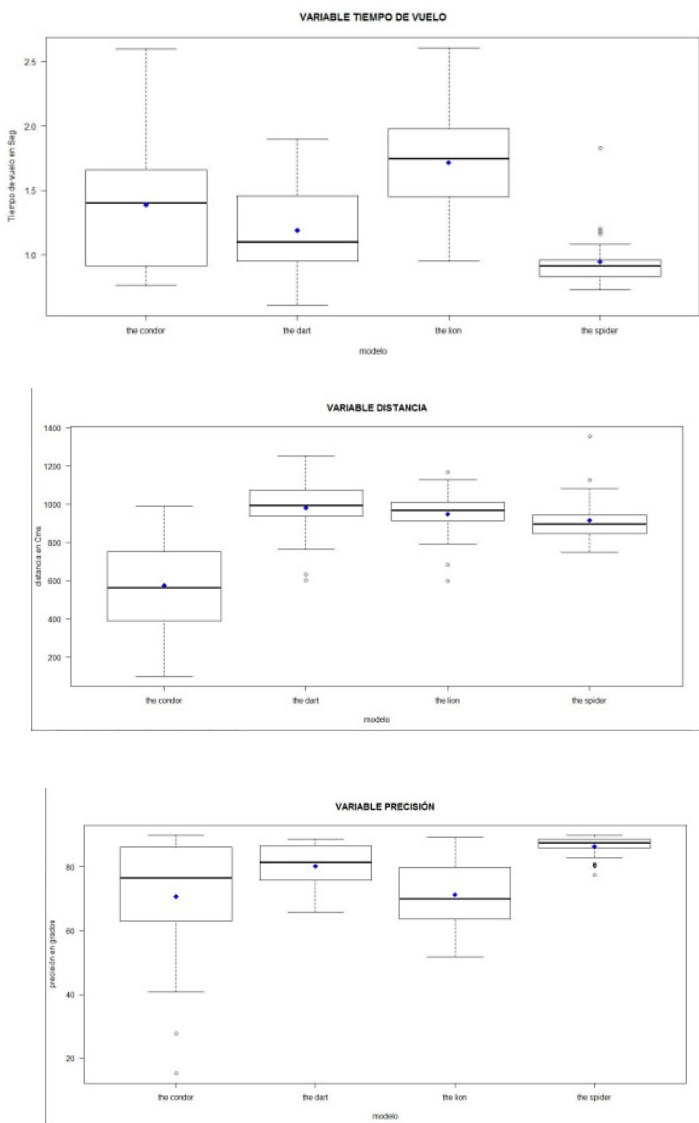 VARIABLE TIEMPO DE VUELO
Tiempo de vuelo en Seg
2.5
2.0
1.5
1.0
the condor the dart the lion the spider
modelo
VARIABLE DISTANCIA
distancia en Cms
1400
1200
1000
800
600
400
200
the condor the dart the lion the spider
modelo
VARIABLE PRECISIÓN
precisión en grados
80
60
40
20
the condor the dart the lion the spider
modelo